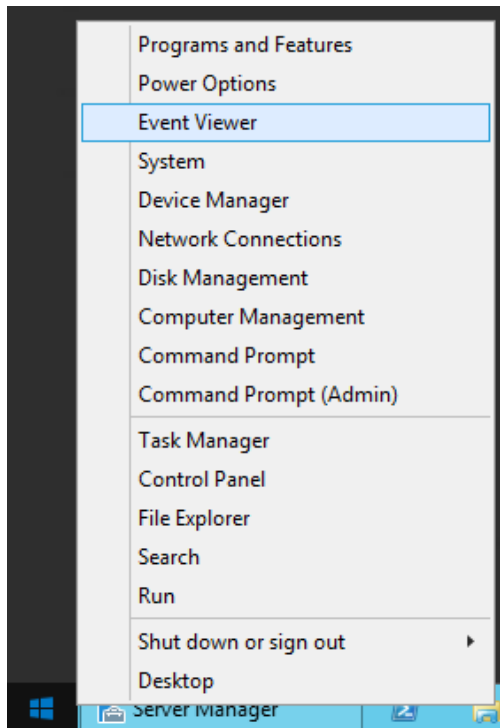 Programs and Features
Power Options
Event Viewer
System
Device Manager
Network Connections
Disk Management
Computer Management
Command Prompt
Command Prompt (Admin)
Task Manager
Control Panel
File Explorer
Search
Run
Shut down or sign out
Desktop
Server Manager